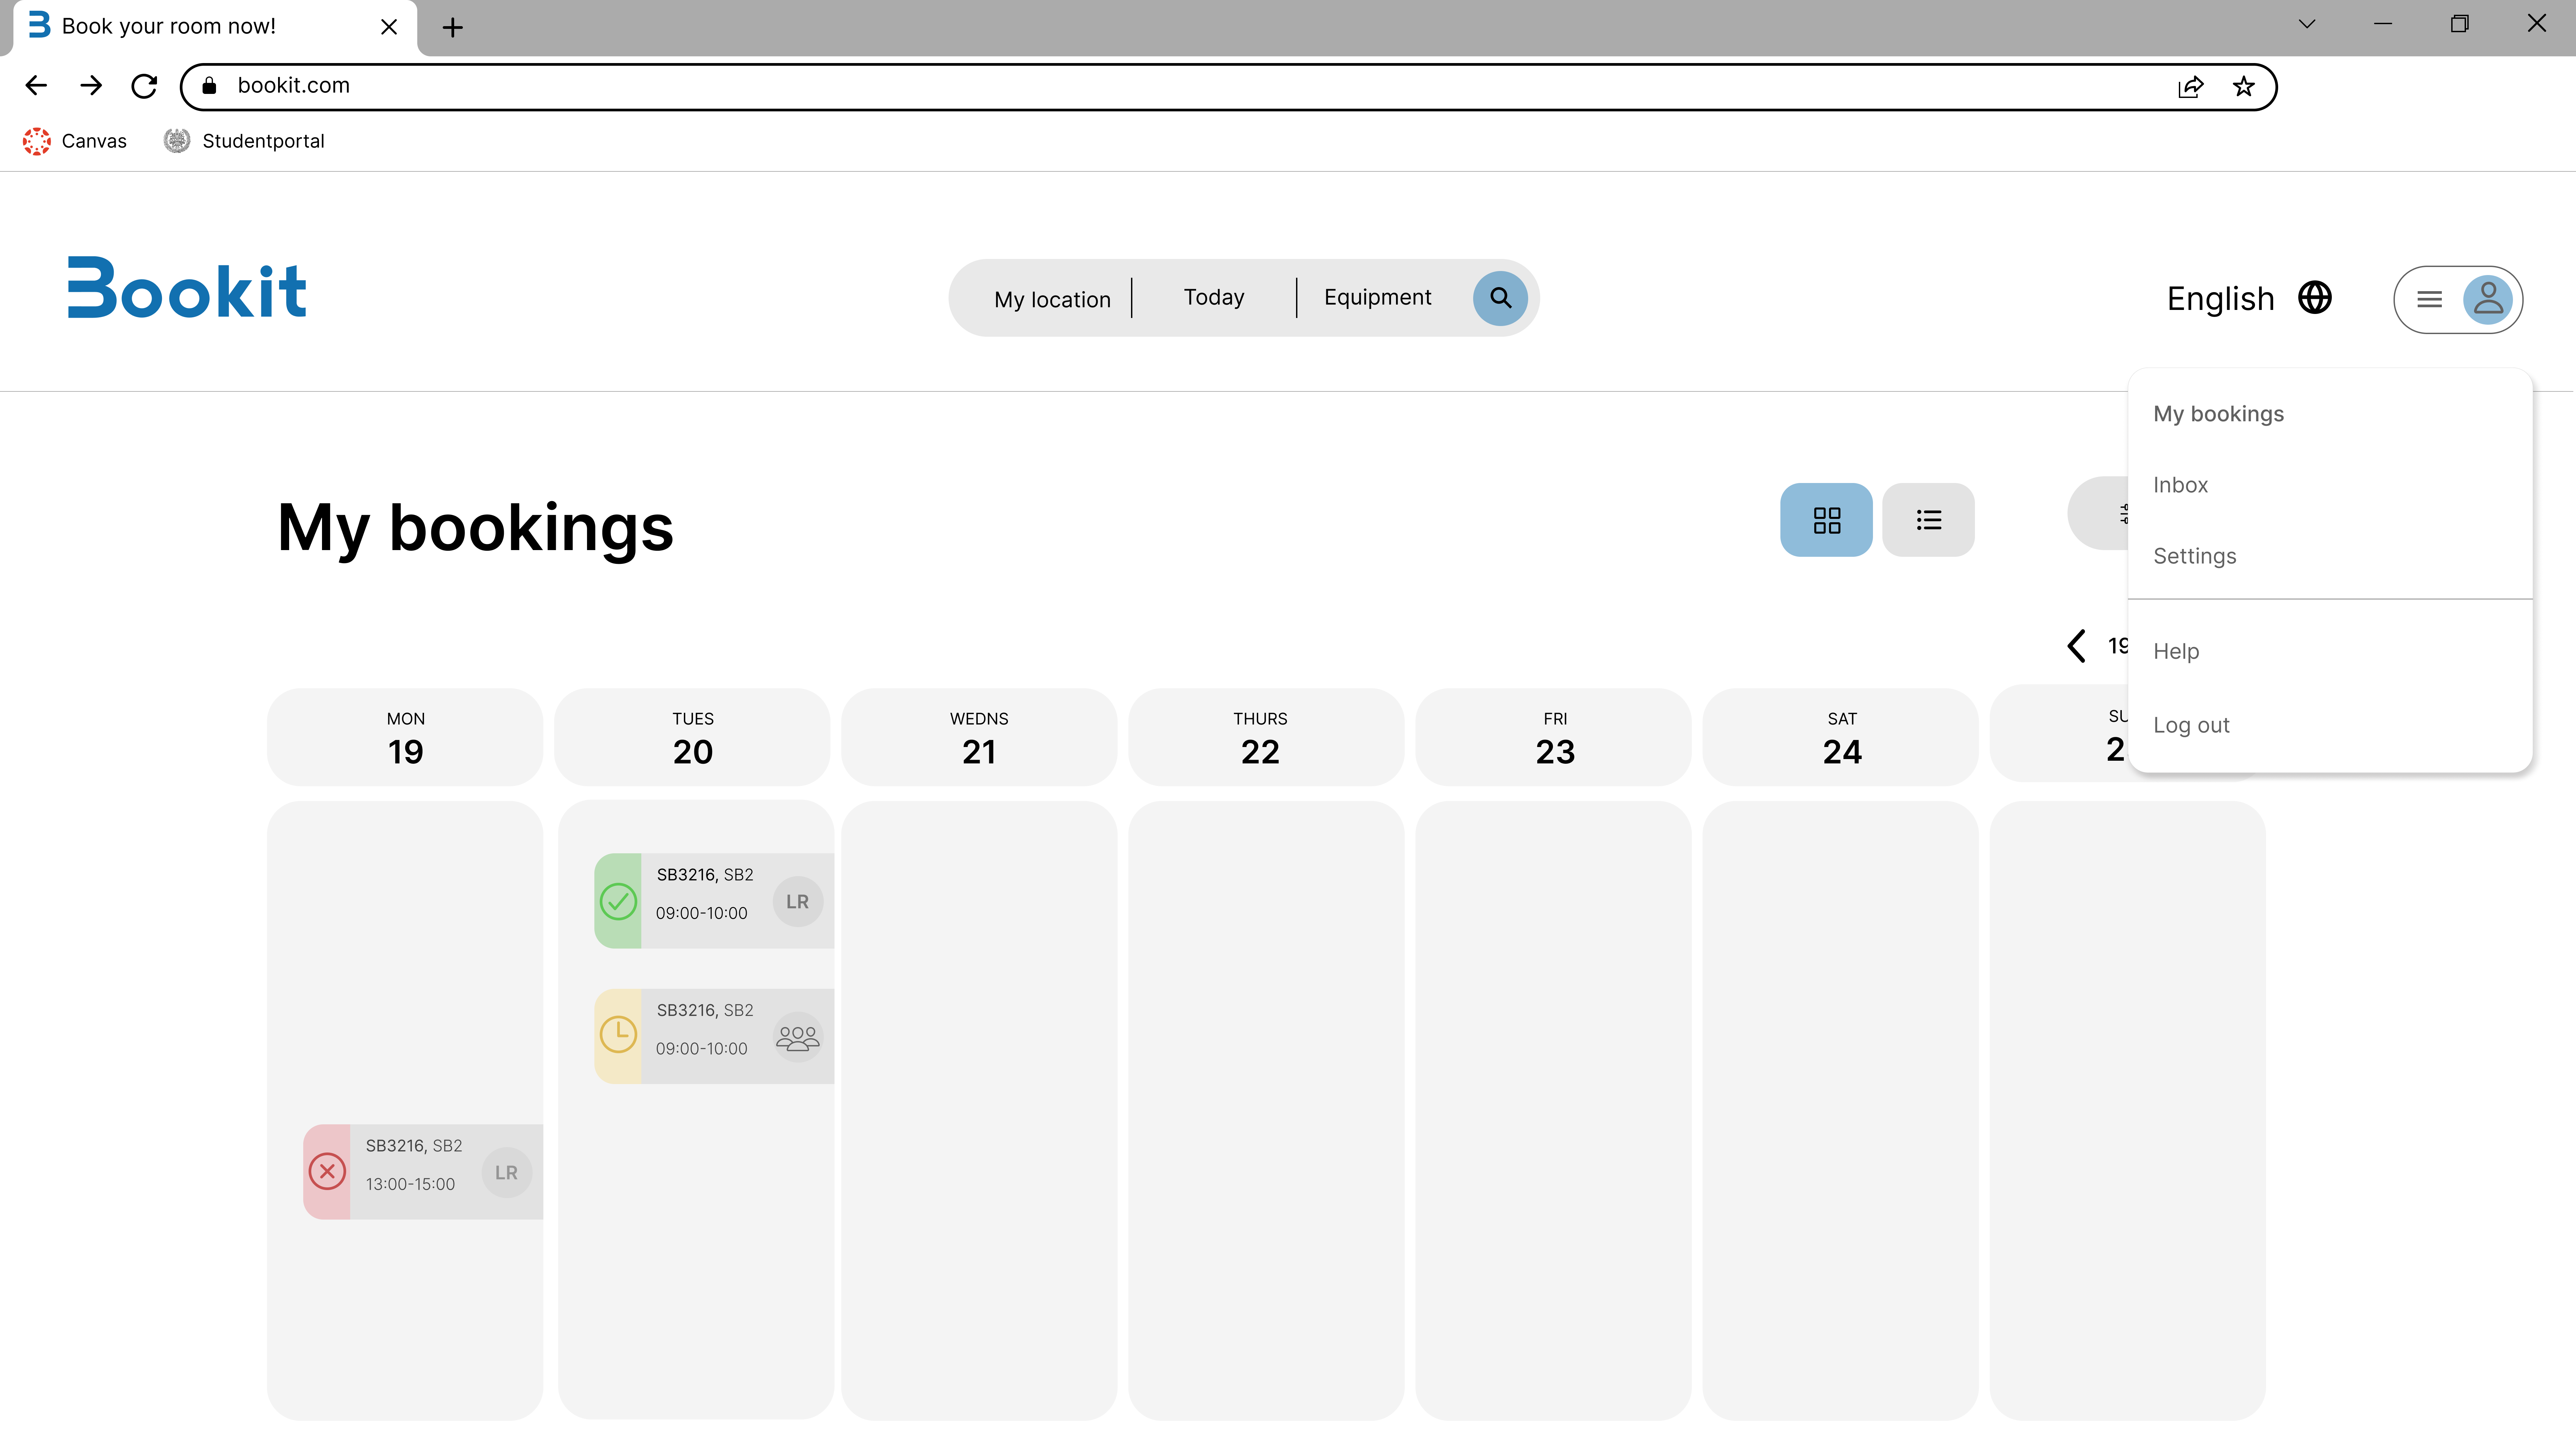 Book your room now!
bookit.com
Canvas Studentportal
Bookit
My location Today Equipment
English
My bookings
Inbox
Settings
Help
Log out
My bookings
19
MON
19
TUES
20
WEDNS
21
THURS
22
FRI
23
SAT
24
SU
2
SB3216, SB2
09:00-10:00
LR
SB3216, SB2
09:00-10:00
SB3216, SB2
13:00-15:00
LR